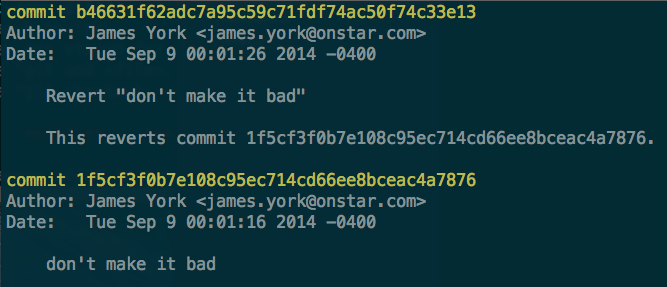 commit b46631f62adc7a95c59c71fdf74ac50f74c33e13
Author: James York <james.york@onstar.com>
Date:   Tue Sep 9 00:01:26 2014 -0400
Revert "don't make it bad"
This reverts commit 1f5cf3f0b7e108c95ec714cd66ee8bceac4a7876.
commit 1f5cf3f0b7e108c95ec714cd66ee8bceac4a7876
Author: James York <james.york@onstar.com>
Date:   Tue Sep 9 00:01:16 2014 -0400
don't make it bad